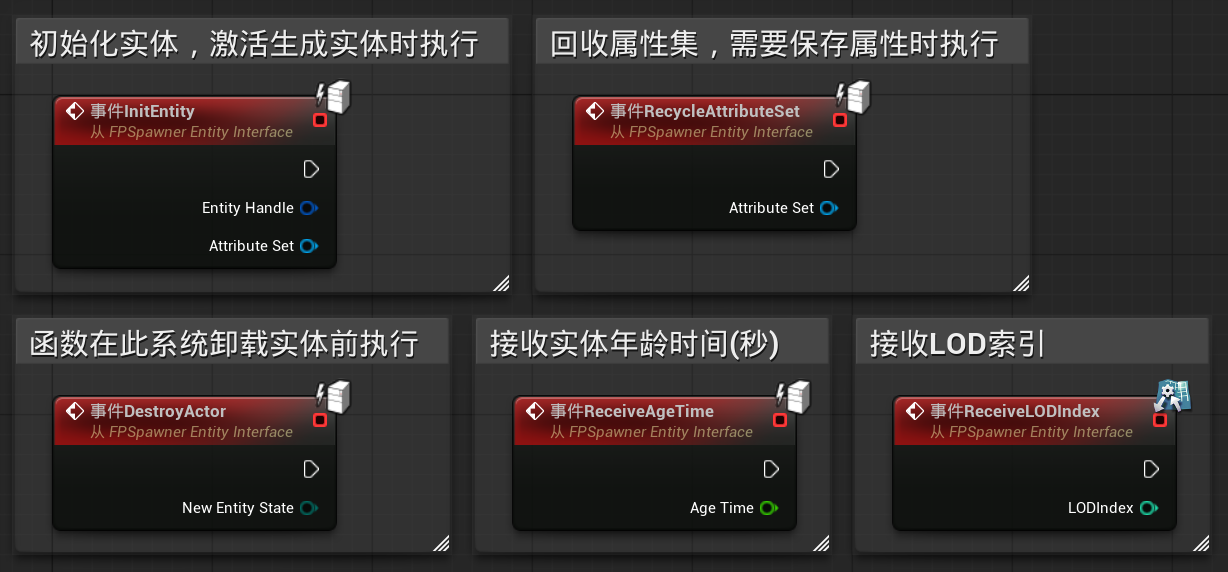 初始化实体，激活生成实体时执行
事件InitEntity
从 FPSpawner Entity Interface
Entity Handle
Attribute Set
回收属性集，需要保存属性时执行
事件RecycleAttributeSet
从 FPSpawner Entity Interface
Attribute Set
函数在此系统卸载实体前执行
事件DestroyActor
从 FPSpawner Entity Interface
New Entity State
接收实体年龄时间(秒)
事件ReceiveAgeTime
从 FPSpawner Entity Interface
Age Time
接收LOD索引
事件ReceiveLODIndex
从 FPSpawner Entity Interface
LODIndex